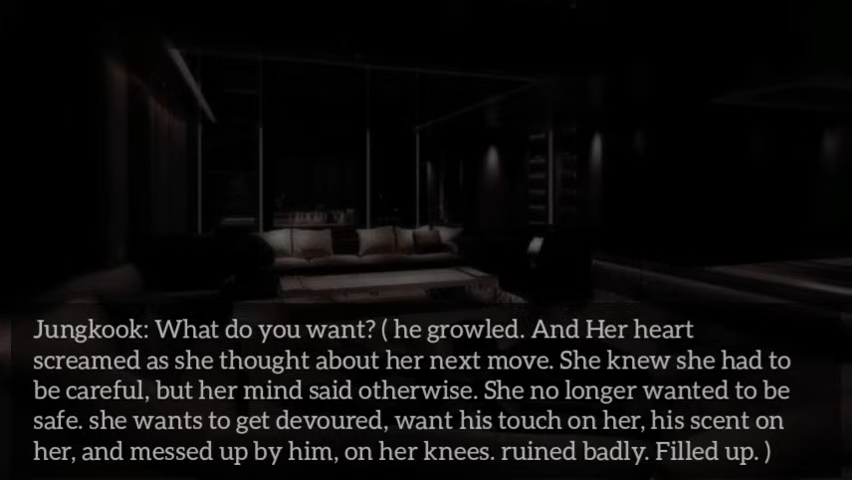 Jungkook: What do you want? ( he growled. And Her heart
screamed as she thought about her next move. She knew she had to
be careful, but her mind said otherwise. She no longer wanted to be
safe. she wants to get devoured, want his touch on her, his scent on
her, and messed up by him, on her knees. ruined badly. Filled up. )